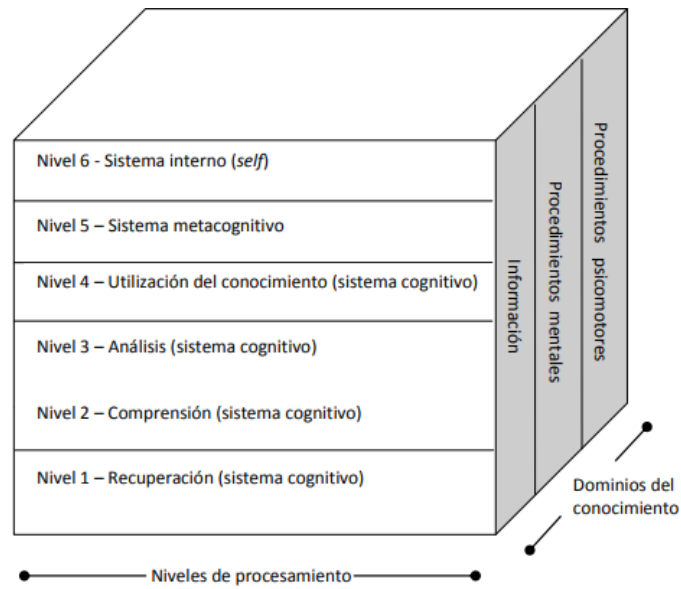 Nivel 6 - Sistema interno (self)
Nivel 5 – Sistema metacognitivo
Nivel 4 – Utilización del conocimiento (sistema cognitivo)
Nivel 3 – Análisis (sistema cognitivo)
Nivel 2 – Comprensión (sistema cognitivo)
Nivel 1 – Recuperación (sistema cognitivo)
Información
Procedimientos mentales
Procedimientos psicomotores
Dominios del
conocimiento
Niveles de procesamiento